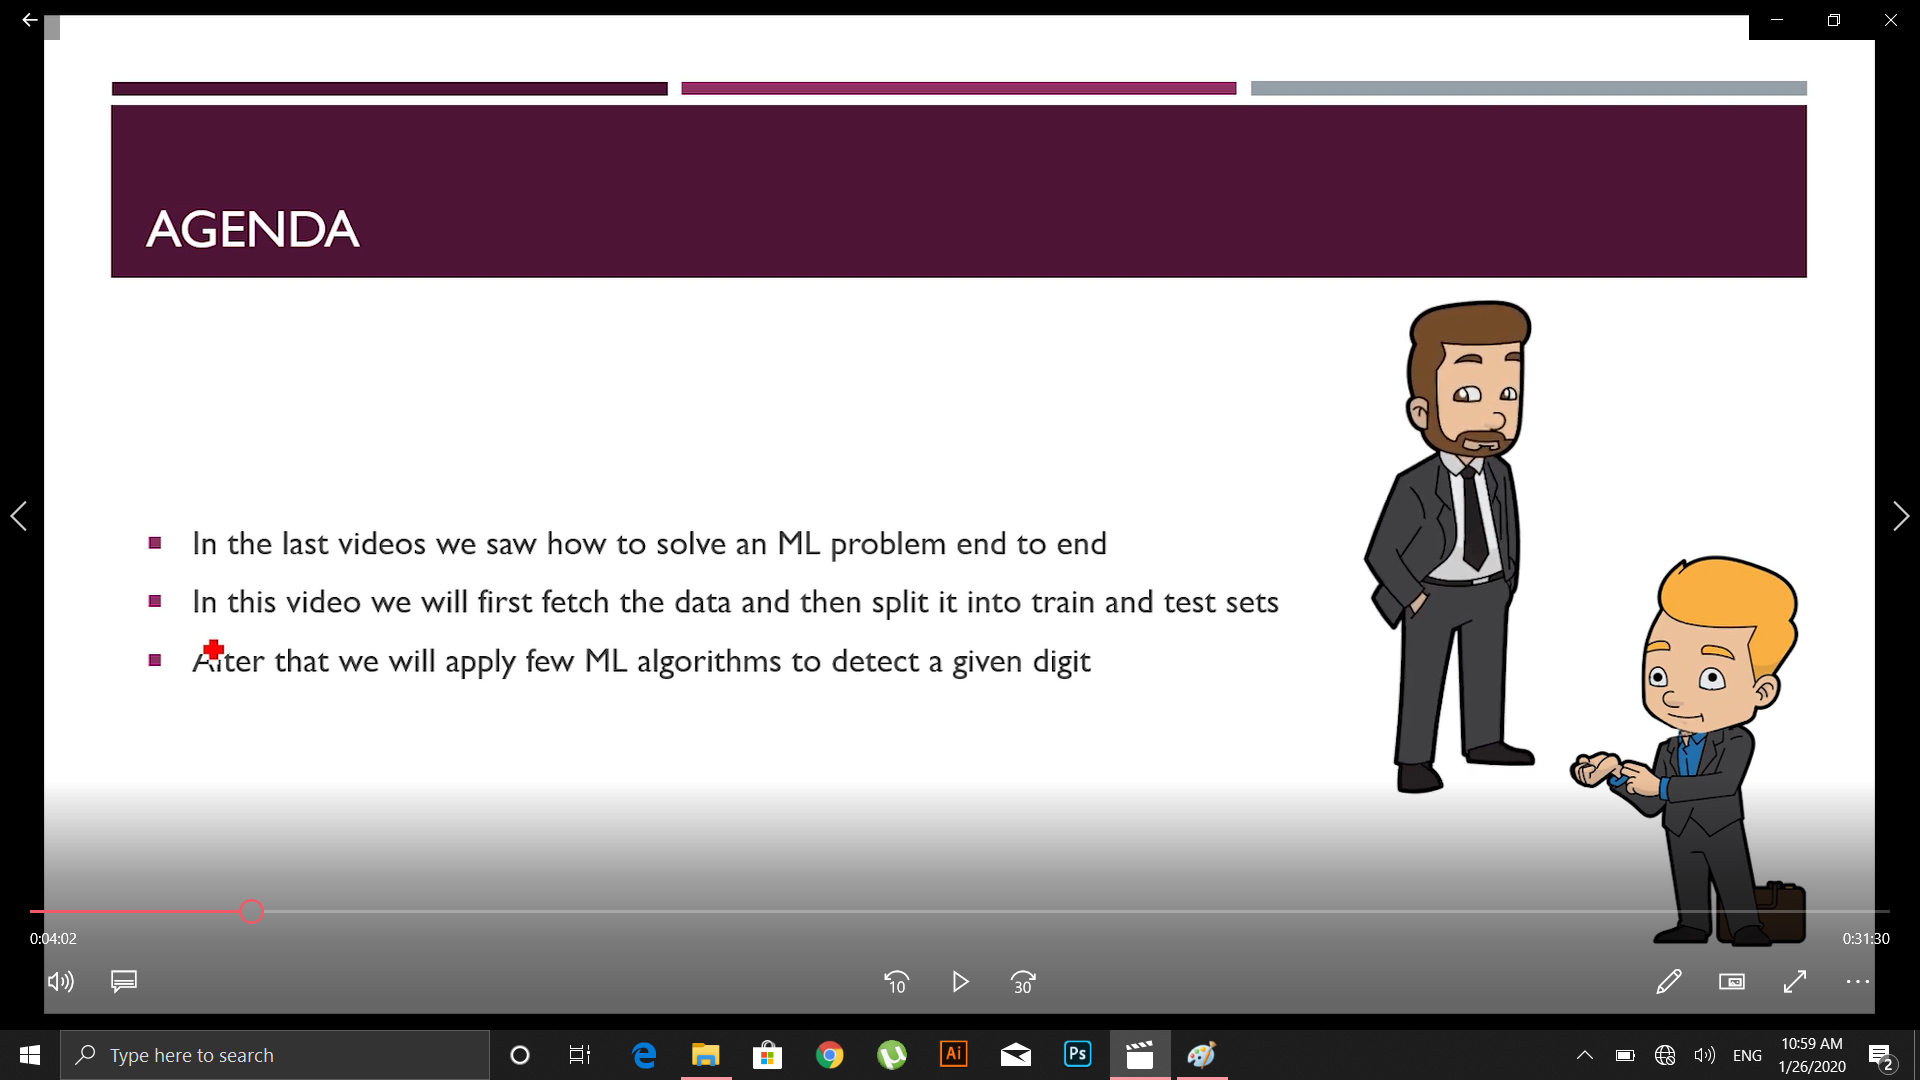 AGENDA
In the last videos we saw how to solve an ML problem end to end
In this video we will first fetch the data and then split it into train and test sets
After that we will apply few ML algorithms to detect a given digit
0:04:02
0:31:30
10
30
Type here to search
Ai
Ps
ENG
10:59 AM
1/26/2020
2